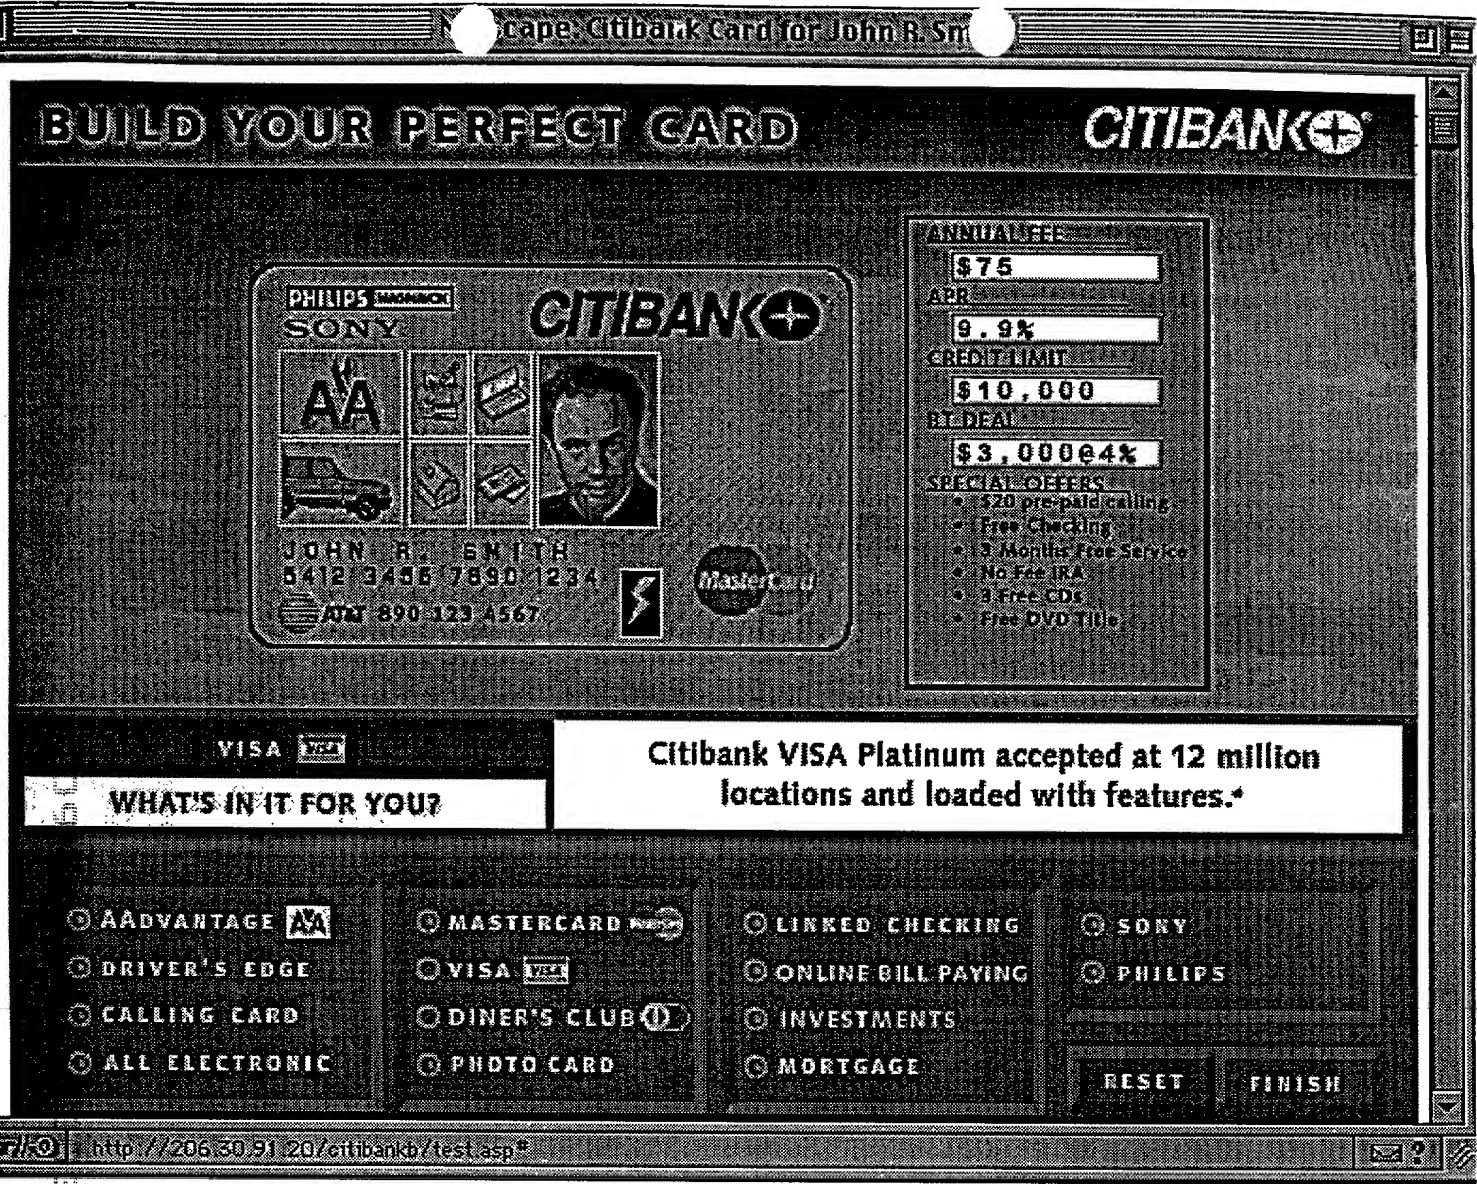 cape: Citibank Card for John R. Sm
BUILD YOUR PERFECT CARD
CITIBANK
PHILIPS MAGNAVOX
SONY
CITIBANK
AA
JOHN R. SMITH
5412 3456 7890 1234
AT&T 890 123 4567
MasterCard
ANNUAL FEE
$75
APR
9.9%
CREDIT LIMIT
$10,000
BT DEAL
$3,000@4%
SPECIAL OFFERS
• $20 pre-paid calling
• Free Checking
• 3 Months Free Service
• No Fee IRA
• 3 Free CDs
• Free DVD Title
VISA VISA
WHAT'S IN IT FOR YOU?
Citibank VISA Platinum accepted at 12 million
locations and loaded with features.*
AADVANTAGE AA
DRIVER'S EDGE
CALLING CARD
ALL ELECTRONIC
MASTERCARD
VISA VISA
DINER'S CLUB
PHOTO CARD
LINKED CHECKING
ONLINE BILL PAYING
INVESTMENTS
MORTGAGE
SONY
PHILIPS
RESET FINISH
http://206.30.91.20/citibankb/test.asp#
?